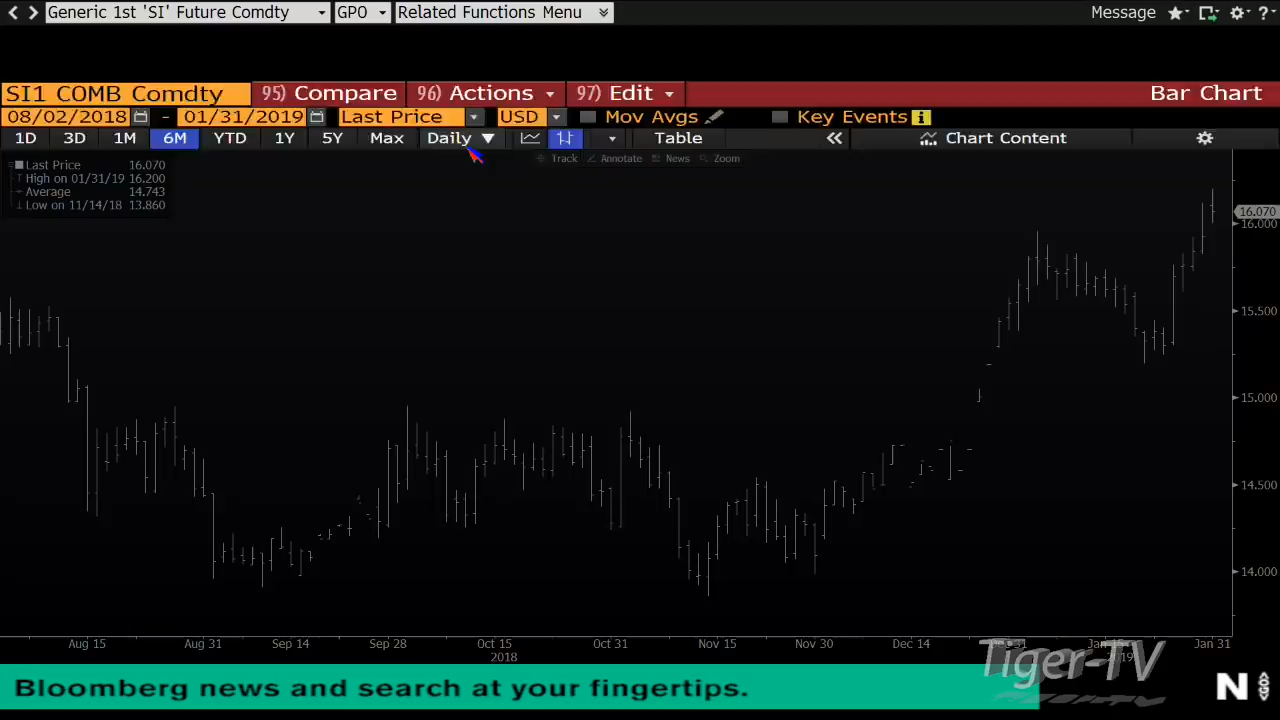 Generic 1st 'SI' Future Comdty GPO Related Functions Menu Message ?
SI1 COMB Comdty 95) Compare 96) Actions 97) Edit Bar Chart
08/02/2018 - 01/31/2019 Last Price USD Mov Avgs Key Events i
1D 3D 1M 6M YTD 1Y 5Y Max Daily Table Chart Content
Track Annotate News Zoom
Last Price 16.070
High on 01/31/19 16.200
Average 14.743
Low on 11/14/18 13.860
16.070
16.000
15.500
15.000
14.500
14.000
Aug 15 Aug 31 Sep 14 Sep 28 Oct 15 Oct 31 Nov 15 Nov 30 Dec 14 Jan 31
2018 2019
Tiger-TV
Bloomberg news and search at your fingertips.
N